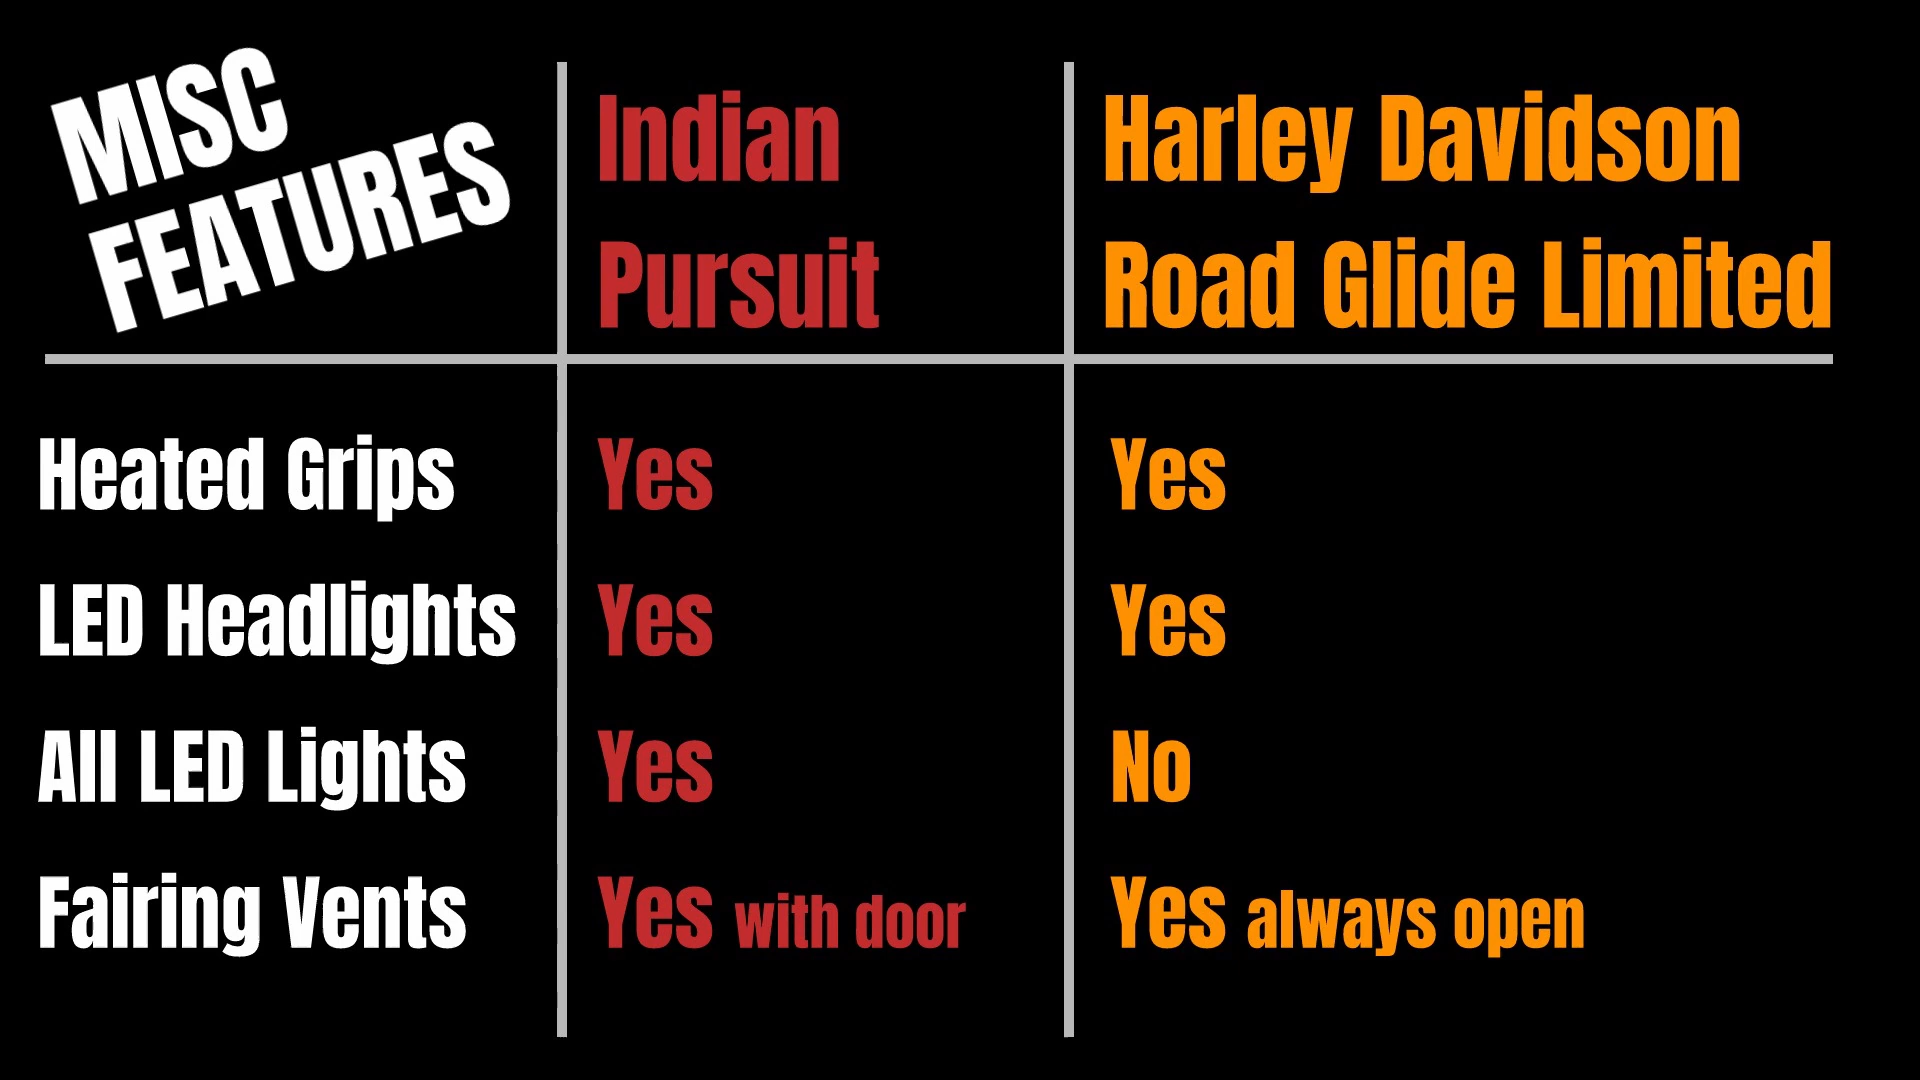 MISC
FEATURES
Indian
Pursuit
Harley Davidson
Road Glide Limited
Heated Grips Yes Yes
LED Headlights Yes Yes
All LED Lights Yes No
Fairing Vents Yes with door Yes always open